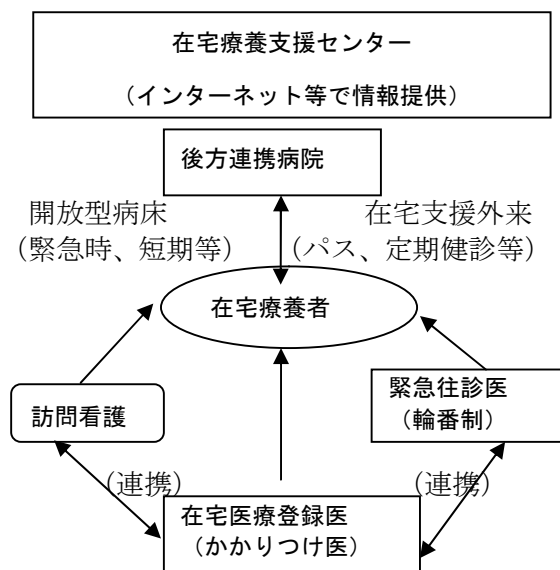 在宅療養支援センター
（インターネット等で情報提供）
後方連携病院
開放型病床
（緊急時、短期等）
在宅支援外来
（パス、定期健診等）
在宅療養者
訪問看護
緊急往診医
（輪番制）
（連携）
（連携）
在宅医療登録医
（かかりつけ医）